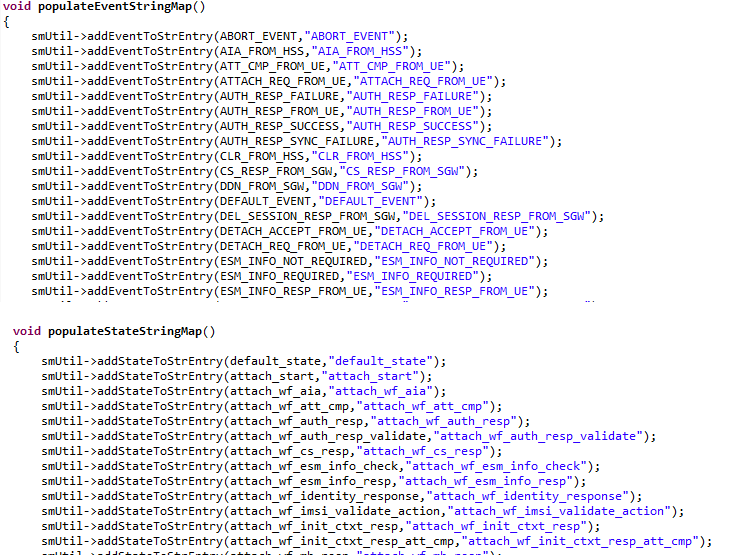 void populateEventStringMap()
{
smUtil->addEventToStrEntry(ABORT_EVENT,"ABORT_EVENT");
smUtil->addEventToStrEntry(AIA_FROM_HSS,"AIA_FROM_HSS");
smUtil->addEventToStrEntry(ATT_CMP_FROM_UE,"ATT_CMP_FROM_UE");
smUtil->addEventToStrEntry(ATTACH_REQ_FROM_UE,"ATTACH_REQ_FROM_UE");
smUtil->addEventToStrEntry(AUTH_RESP_FAILURE,"AUTH_RESP_FAILURE");
smUtil->addEventToStrEntry(AUTH_RESP_FROM_UE,"AUTH_RESP_FROM_UE");
smUtil->addEventToStrEntry(AUTH_RESP_SUCCESS,"AUTH_RESP_SUCCESS");
smUtil->addEventToStrEntry(AUTH_RESP_SYNC_FAILURE,"AUTH_RESP_SYNC_FAILURE");
smUtil->addEventToStrEntry(CLR_FROM_HSS,"CLR_FROM_HSS");
smUtil->addEventToStrEntry(CS_RESP_FROM_SGW,"CS_RESP_FROM_SGW");
smUtil->addEventToStrEntry(DDN_FROM_SGW,"DDN_FROM_SGW");
smUtil->addEventToStrEntry(DEFAULT_EVENT,"DEFAULT_EVENT");
smUtil->addEventToStrEntry(DEL_SESSION_RESP_FROM_SGW,"DEL_SESSION_RESP_FROM_SGW");
smUtil->addEventToStrEntry(DETACH_ACCEPT_FROM_UE,"DETACH_ACCEPT_FROM_UE");
smUtil->addEventToStrEntry(DETACH_REQ_FROM_UE,"DETACH_REQ_FROM_UE");
smUtil->addEventToStrEntry(ESM_INFO_NOT_REQUIRED,"ESM_INFO_NOT_REQUIRED");
smUtil->addEventToStrEntry(ESM_INFO_REQUIRED,"ESM_INFO_REQUIRED");
smUtil->addEventToStrEntry(ESM_INFO_RESP_FROM_UE,"ESM_INFO_RESP_FROM_UE");
void populateStateStringMap()
{
smUtil->addStateToStrEntry(default_state,"default_state");
smUtil->addStateToStrEntry(attach_start,"attach_start");
smUtil->addStateToStrEntry(attach_wf_aia,"attach_wf_aia");
smUtil->addStateToStrEntry(attach_wf_att_cmp,"attach_wf_att_cmp");
smUtil->addStateToStrEntry(attach_wf_auth_resp,"attach_wf_auth_resp");
smUtil->addStateToStrEntry(attach_wf_auth_resp_validate,"attach_wf_auth_resp_validate");
smUtil->addStateToStrEntry(attach_wf_cs_resp,"attach_wf_cs_resp");
smUtil->addStateToStrEntry(attach_wf_esm_info_check,"attach_wf_esm_info_check");
smUtil->addStateToStrEntry(attach_wf_esm_info_resp,"attach_wf_esm_info_resp");
smUtil->addStateToStrEntry(attach_wf_identity_response,"attach_wf_identity_response");
smUtil->addStateToStrEntry(attach_wf_imsi_validate_action,"attach_wf_imsi_validate_action");
smUtil->addStateToStrEntry(attach_wf_init_ctxt_resp,"attach_wf_init_ctxt_resp");
smUtil->addStateToStrEntry(attach_wf_init_ctxt_resp_att_cmp,"attach_wf_init_ctxt_resp_att_cmp");